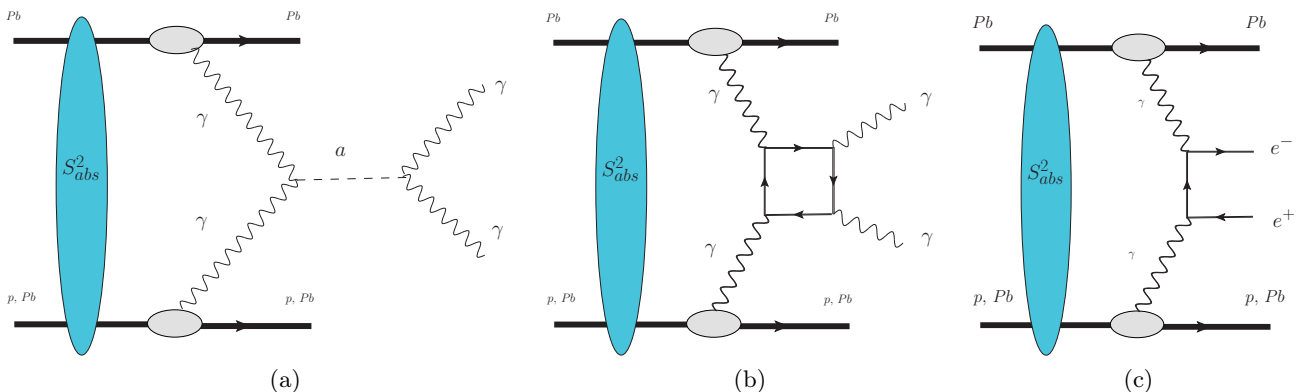 Pb Pb
γ
S²abs
a
γ
γ
γ
p, Pb p, Pb
(a)
Pb Pb
γ
γ
S²abs
γ
γ
p, Pb p, Pb
(b)
Pb Pb
γ
e⁻
S²abs
e⁺
γ
p, Pb p, Pb
(c)